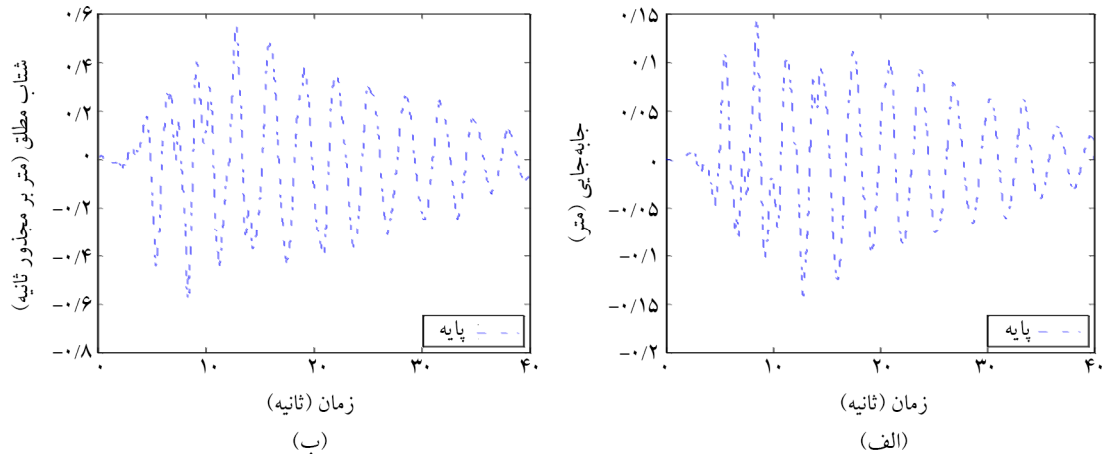 ۰/۱۵
۰/۱
۰/۰۵
۰
−۰/۰۵
−۰/۱
−۰/۱۵
−۰/۲
جابه‌جایی (متر)
پایه
۰ ۱۰ ۲۰ ۳۰ ۴۰
زمان (ثانیه)
(الف)
۰/۶
۰/۴
۰/۲
۰
−۰/۲
−۰/۴
−۰/۶
−۰/۸
شتاب مطلق (متر بر مجذور ثانیه)
پایه
۰ ۱۰ ۲۰ ۳۰ ۴۰
زمان (ثانیه)
(ب)